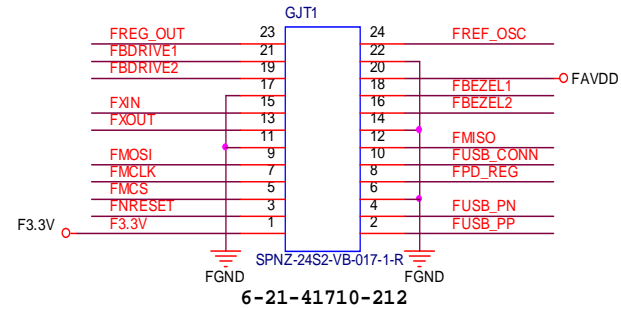 GJT1
FREG_OUT 23 24 FREF_OSC
FBDRIVE1 21 22
FBDRIVE2 19 20 FAVDD
17 18 FBEZEL1
FXIN 15 16 FBEZEL2
FXOUT 13 14
11 12 FMISO
FMOSI 9 10 FUSB_CONN
FMCLK 7 8 FPD_REG
FMCS 5 6
FNRESET 3 4 FUSB_PN
F3.3V F3.3V 1 2 FUSB_PP
SPNZ-24S2-VB-017-1-R
FGND FGND
6-21-41710-212